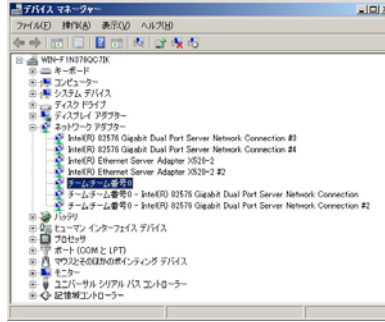 デバイス マネージャー
ファイル(F) 操作(A) 表示(V) ヘルプ(H)
WIN-F1N378QC7IK
キーボード
コンピューター
システム デバイス
ディスク ドライブ
ディスプレイ アダプター
ネットワーク アダプター
Intel(R) 82576 Gigabit Dual Port Server Network Connection #3
Intel(R) 82576 Gigabit Dual Port Server Network Connection #4
Intel(R) Ethernet Server Adapter X520-2
Intel(R) Ethernet Server Adapter X520-2 #2
チームチーム番号0
チームチーム番号0 - Intel(R) 82576 Gigabit Dual Port Server Network Connection
チームチーム番号0 - Intel(R) 82576 Gigabit Dual Port Server Network Connection #2
バッテリ
ヒューマン インターフェイス デバイス
プロセッサ
ポート (COM と LPT)
マウスとそのほかのポインティング デバイス
モニター
ユニバーサル シリアル バス コントローラー
記憶域コントローラー